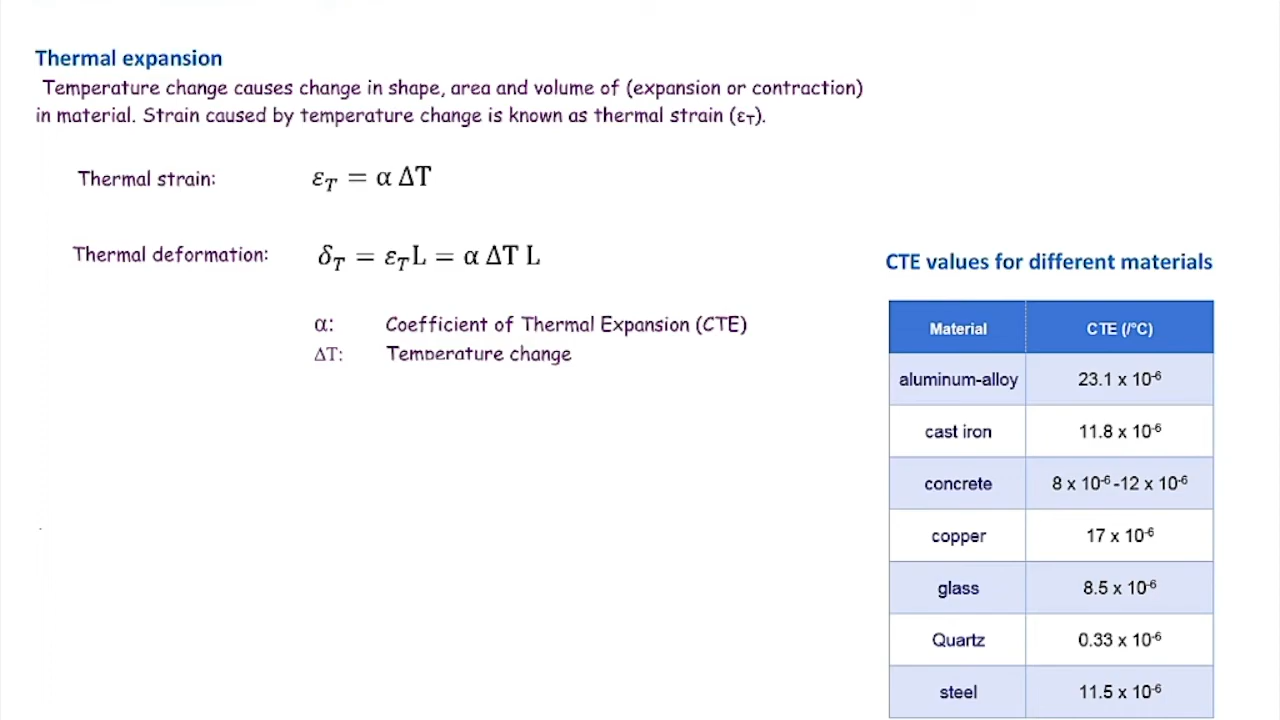 Thermal expansion
Temperature change causes change in shape, area and volume of (expansion or contraction)
in material. Strain caused by temperature change is known as thermal strain (εT).
Thermal strain: εT = α ΔT
Thermal deformation: δT = εTL = α ΔT L
α: Coefficient of Thermal Expansion (CTE)
ΔT: Temperature change
CTE values for different materials
Material CTE (/°C)
aluminum-alloy 23.1 x 10-6
cast iron 11.8 x 10-6
concrete 8 x 10-6 -12 x 10-6
copper 17 x 10-6
glass 8.5 x 10-6
Quartz 0.33 x 10-6
steel 11.5 x 10-6